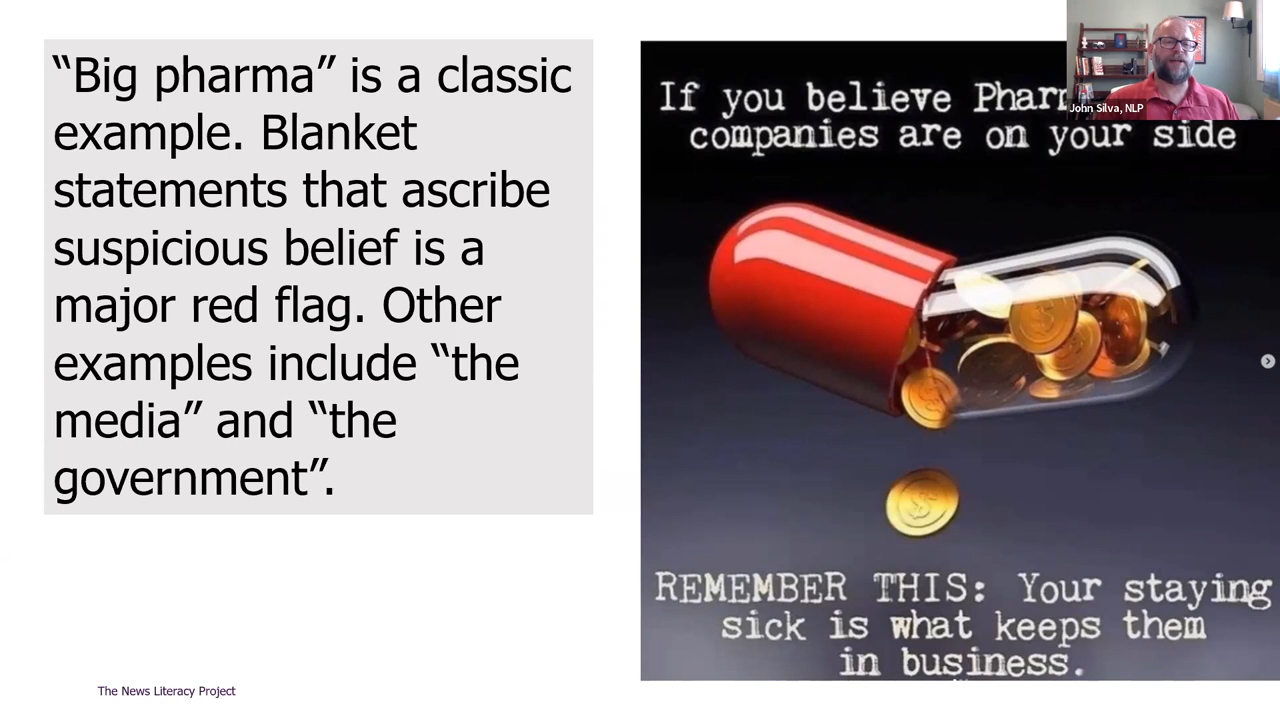 “Big pharma” is a classic
example. Blanket
statements that ascribe
suspicious belief is a
major red flag. Other
examples include “the
media” and “the
government”.
If you believe
companies are on your side
REMEMBER THIS: Your staying
sick is what keeps them
in business.
John Silva, NLP
The News Literacy Project